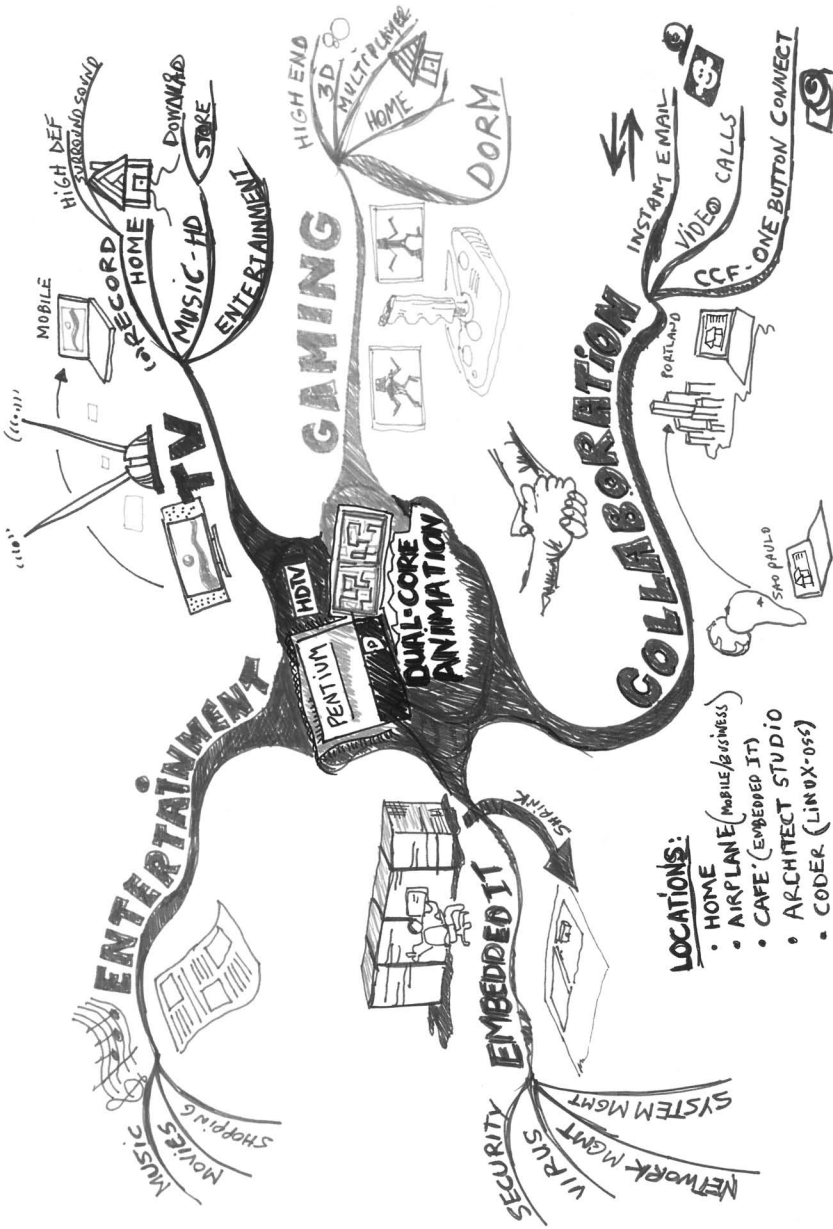 PENTIUM
P
HDTV
DUAL-CORE
ANIMATION
TV
MOBILE
(®) RECORD
HOME
HIGH DEF
SURROUND SOUND
MUSIC-HD
DOWNLOAD
STORE
ENTERTAINMENT
GAMING
HIGH END
3D
MULTIPLAYER
HOME
DORM
COLLABORATION
INSTANT EMAIL
@
VIDEO CALLS
CCF-ONE BUTTON CONNECT
SAO PAULO
PORTLAND
EMBEDDED IT
SHRINK
SECURITY
VIRUS
NETWORK MGMT
SYSTEM MGMT
ENTERTAINMENT
MUSIC
MOVIES
SHOPPING
LOCATIONS:
• HOME
• AIRPLANE (MOBILE/BUSINESS)
• CAFE' (EMBEDDED IT)
• ARCHITECT STUDIO
• CODER (LINUX-OSS)